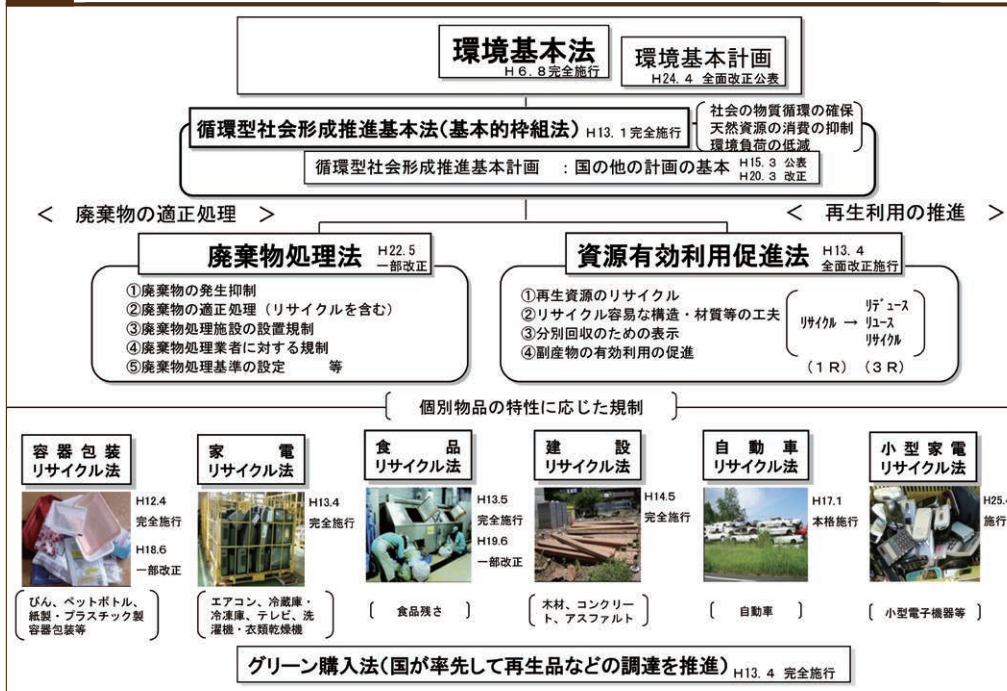 環境基本法
H6.8完全施行
環境基本計画
H24.4 全面改正公表
循環型社会形成推進基本法(基本的枠組法) H13.1完全施行
社会の物質循環の確保
天然資源の消費の抑制
環境負荷の低減
循環型社会形成推進基本計画 :国の他の計画の基本
H15.3 公表
H20.3 改正
< 廃棄物の適正処理 >
< 再生利用の推進 >
廃棄物処理法
H22.5
一部改正
①廃棄物の発生抑制
②廃棄物の適正処理(リサイクルを含む)
③廃棄物処理施設の設置規制
④廃棄物処理業者に対する規制
⑤廃棄物処理基準の設定 等
資源有効利用促進法
H13.4
全面改正施行
①再生資源のリサイクル
②リサイクル容易な構造・材質等の工夫
③分別回収のための表示
④副産物の有効利用の促進
リサイクル → リデュース
リユース
リサイクル
(1R) (3R)
個別物品の特性に応じた規制
容器包装
リサイクル法
H12.4
完全施行
H18.6
一部改正
びん、ペットボトル、
紙製・プラスチック製
容器包装等
家電
リサイクル法
H13.4
完全施行
エアコン、冷蔵庫・
冷凍庫、テレビ、洗
濯機・衣類乾燥機
食品
リサイクル法
H13.5
完全施行
H19.6
一部改正
食品残さ
建設
リサイクル法
H14.5
完全施行
木材、コンクリー
ト、アスファルト
自動車
リサイクル法
H17.1
本格施行
自動車
小型家電
リサイクル法
H25.4
施行
小型電子機器等
グリーン購入法(国が率先して再生品などの調達を推進) H13.4 完全施行